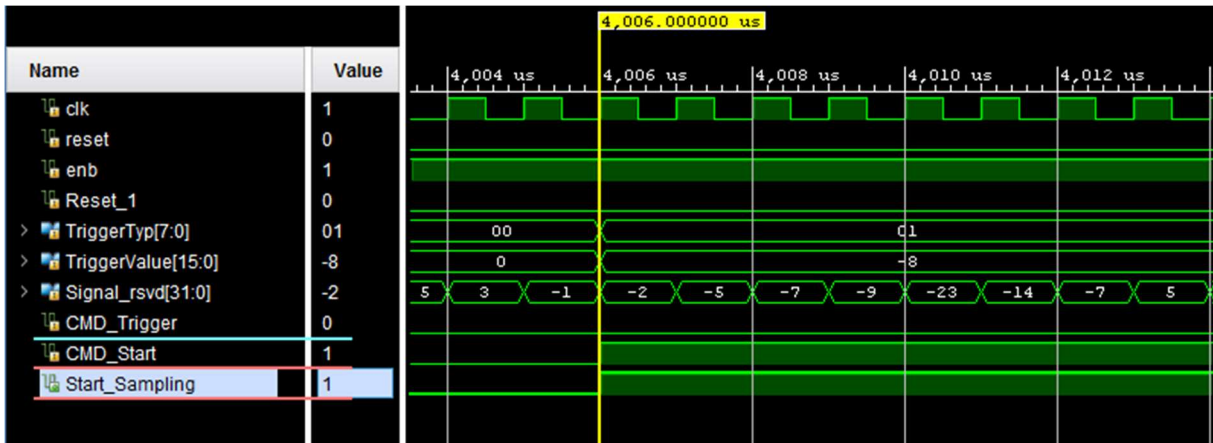 4,006.000000 us
Name Value
4,004 us 4,006 us 4,008 us 4,010 us 4,012 us
clk 1
reset 0
enb 1
Reset_1 0
> TriggerTyp[7:0] 01 00 01
> TriggerValue[15:0] -8 0 -8
> Signal_rsvd[31:0] -2 5 3 -1 -2 -5 -7 -9 -23 -14 -7 5
CMD_Trigger 0
CMD_Start 1
Start_Sampling 1